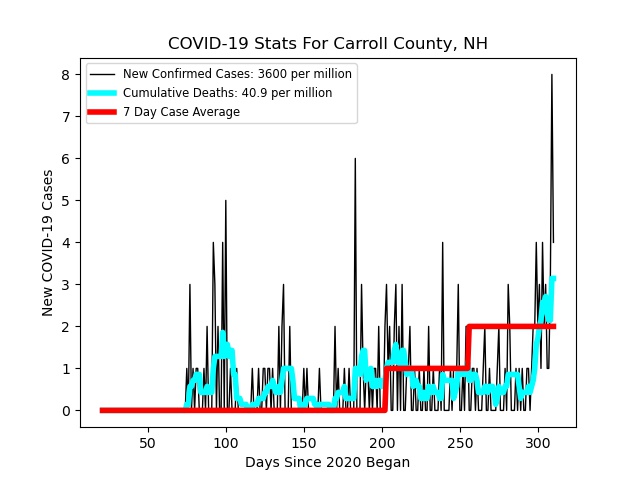 COVID-19 Stats For Carroll County, NH
New Confirmed Cases: 3600 per million
Cumulative Deaths: 40.9 per million
7 Day Case Average
New COVID-19 Cases
8
7
6
5
4
3
2
1
0
50 100 150 200 250 300
Days Since 2020 Began